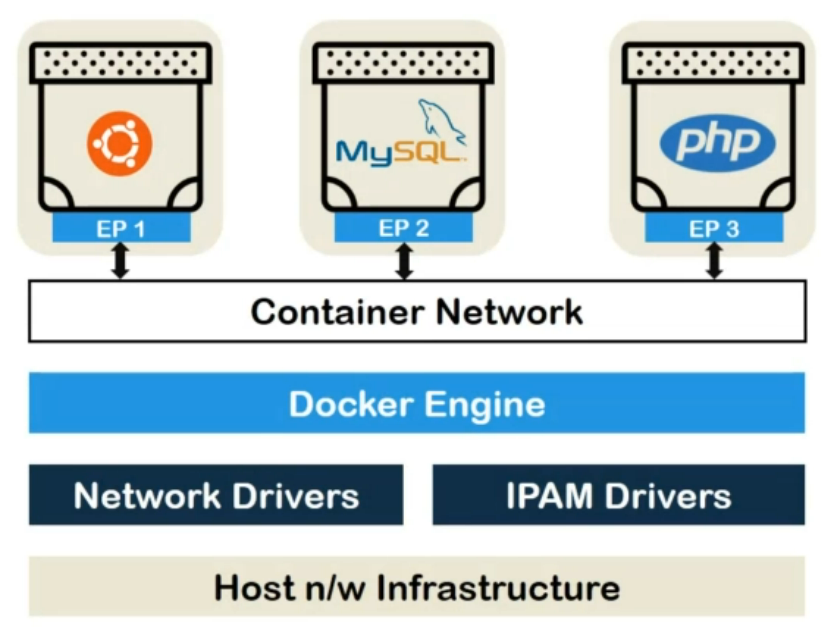 MySQL
php
EP 1
EP 2
EP 3
Container Network
Docker Engine
Network Drivers
IPAM Drivers
Host n/w Infrastructure